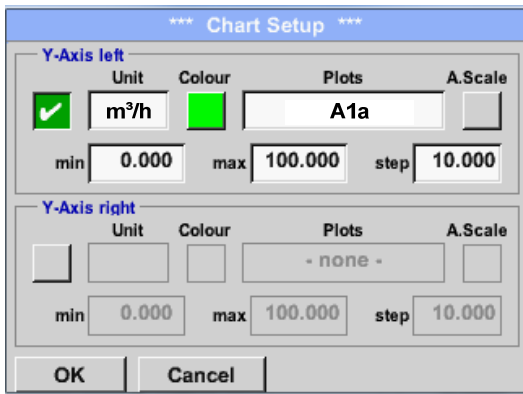 *** Chart Setup ***
Y-Axis left
Unit Colour Plots A.Scale
m³/h A1a
min 0.000 max 100.000 step 10.000
Y-Axis right
Unit Colour Plots A.Scale
- none -
min 0.000 max 100.000 step 10.000
OK Cancel